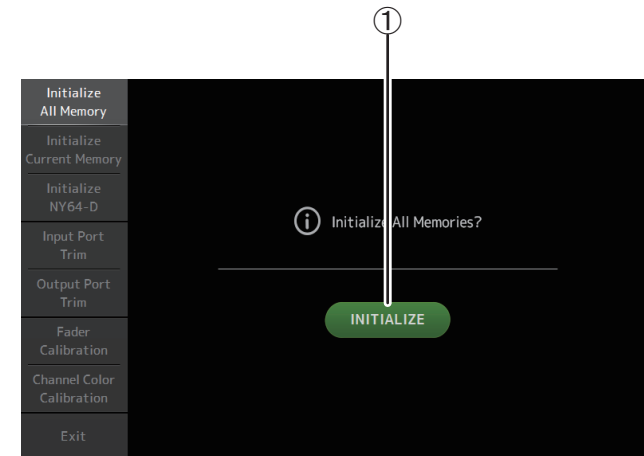 ①
Initialize
All Memory
Initialize
Current Memory
Initialize
NY64-D
Input Port
Trim
Output Port
Trim
Fader
Calibration
Channel Color
Calibration
Exit
Initialize All Memories?
INITIALIZE